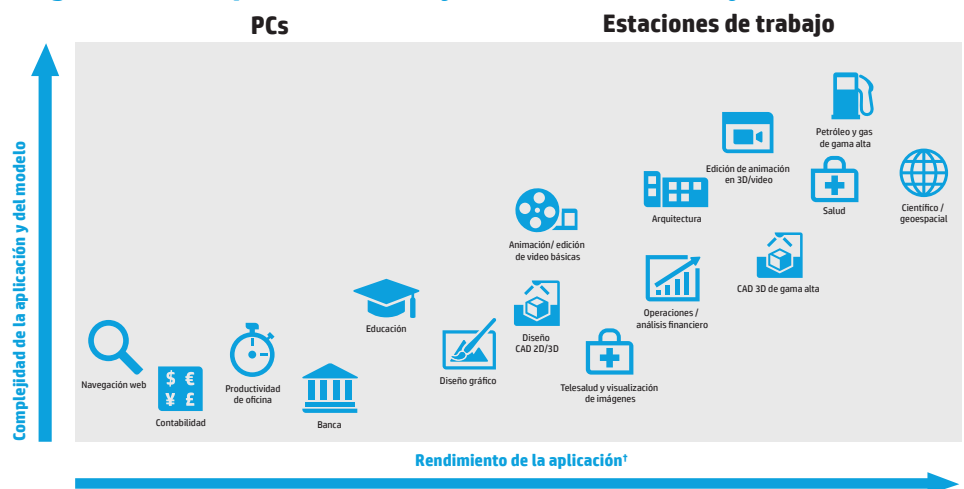 PCs
Estaciones de trabajo
Complejidad de la aplicación y del modelo
Petróleo y gas
de gama alta
Edición de animación
en 3D/video
Salud
Científico /
geoespacial
Arquitectura
Animación/ edición
de video básicas
CAD 3D de gama alta
Operaciones /
análisis financiero
Educación
Diseño
CAD 2D/3D
Diseño gráfico
Telesalud y visualización
de imágenes
Navegación web
$ €
¥ £
Contabilidad
Productividad
de oficina
Banca
Rendimiento de la aplicación†